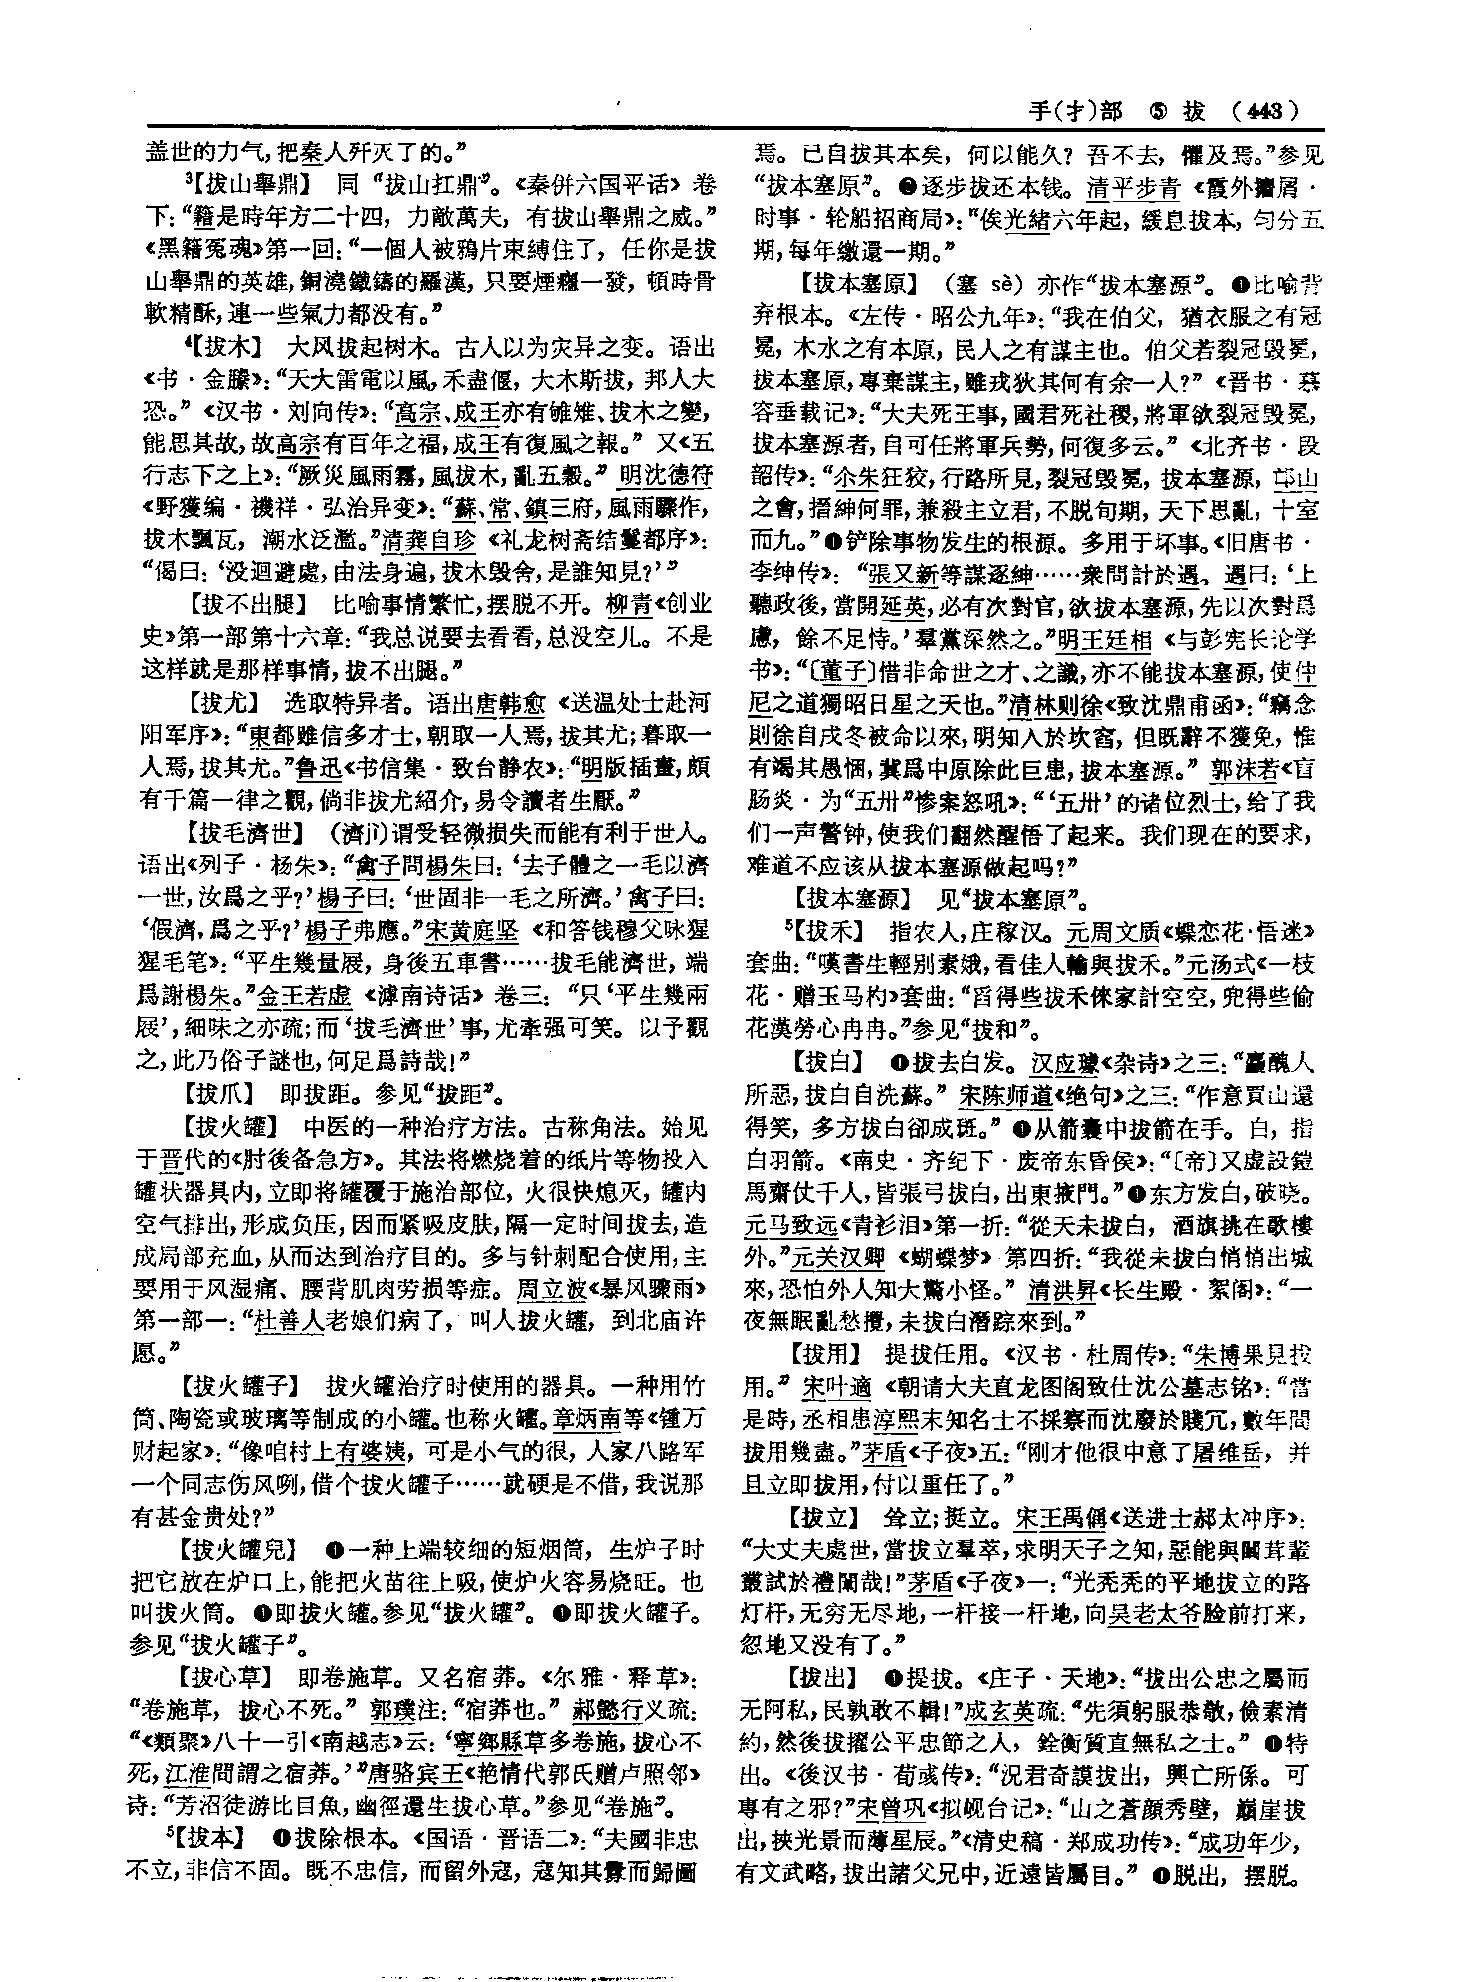 手(扌)部 ⑤ 拔 (443)
盖世的力气,把秦人歼灭了的。”
³【拔山舉鼎】 同“拔山扛鼎”。《秦併六国平话》卷
下:“籍是時年方二十四, 力敵萬夫, 有拔山舉鼎之威。”
《黑籍冤魂》第一回:“一個人被鴉片束縛住了, 任你是拔
山舉鼎的英雄,銅澆鐵鑄的羅漢,只要煙癮一發, 頓時骨
軟精酥,連一些氣力都没有。”
⁴【拔木】 大风拔起树木。古人以为灾异之变。语出
《书·金縢》:“天大雷電以風,禾盡偃, 大木斯拔, 邦人大
恐。”《汉书·刘向传》:“高宗、成王亦有雊雉、拔木之變,
能思其故,故高宗有百年之福,成王有復風之報。”又《五
行志下之上》:“厥災風雨霧,風拔木,亂五穀。”明沈德符
《野獲编·禨祥·弘治异变》:“蘇、常、鎮三府,風雨驟作,
拔木飄瓦, 潮水泛濫。”清龚自珍《礼龙树斋结鬘都序》:
“偈曰:‘没迴避處,由法身遍,拔木毁舍,是誰知見?’”
【拔不出腿】 比喻事情繁忙,摆脱不开。柳青《创业
史》第一部第十六章:“我总说要去看看,总没空儿。不是
这样就是那样事情,拔不出腿。”
【拔尤】 选取特异者。语出唐韩愈《送温处士赴河
阳军序》:“東都雖信多才士,朝取一人焉,拔其尤;暮取一
人焉,拔其尤。”鲁迅《书信集·致台静农》:“明版插畫,頗
有千篇一律之觀,倘非拔尤紹介,易令讀者生厭。”
【拔毛濟世】 (濟jì)谓受轻微损失而能有利于世人。
语出《列子·杨朱》:“禽子問楊朱曰:‘去子體之一毛以濟
一世,汝爲之乎?’楊子曰:‘世固非一毛之所濟。’禽子曰:
‘假濟,爲之乎?’楊子弗應。”宋黄庭坚《和答钱穆父咏猩
猩毛笔》:“平生幾量屐, 身後五車書……拔毛能濟世, 端
爲謝楊朱。”金王若虚《滹南诗话》卷三:“只‘平生幾兩
屐’,細味之亦疏;而‘拔毛濟世’事,尤牽强可笑。以予觀
之,此乃俗子謎也,何足爲詩哉!”
【拔爪】 即拔距。参见“拔距”。
【拔火罐】 中医的一种治疗方法。古称角法。始见
于晋代的《肘後备急方》。其法将燃烧着的纸片等物投入
罐状器具内,立即将罐覆于施治部位, 火很快熄灭, 罐内
空气排出,形成负压,因而紧吸皮肤,隔一定时间拔去,造
成局部充血,从而达到治疗目的。多与针刺配合使用,主
要用于风湿痛、腰背肌肉劳损等症。周立波《暴风骤雨》
第一部一:“杜善人老娘们病了, 叫人拔火罐, 到北庙许
愿。”
【拔火罐子】 拔火罐治疗时使用的器具。一种用竹
筒、陶瓷或玻璃等制成的小罐。也称火罐。章炳南等《锺万
财起家》:“像咱村上有婆姨, 可是小气的很, 人家八路军
一个同志伤风咧,借个拔火罐子……就硬是不借,我说那
有甚金贵处?”
【拔火罐兒】 ❶一种上端较细的短烟筒, 生炉子时
把它放在炉口上,能把火苗往上吸,使炉火容易烧旺。也
叫拔火筒。❶即拔火罐。参见“拔火罐”。❶即拔火罐子。
参见“拔火罐子”。
【拔心草】 即卷施草。又名宿莽。《尔雅·释草》:
“卷施草, 拔心不死。”郭璞注:“宿莽也。”郝懿行义疏:
“《類聚》八十一引《南越志》云:‘寧鄉縣草多卷施,拔心不
死,江淮間謂之宿莽。’”唐骆宾王《艳情代郭氏赠卢照邻》
诗:“芳沼徒游比目魚,幽徑還生拔心草。”参见“卷施”。
⁵【拔本】 ❶拔除根本。《国语·晋语二》:“夫國非忠
不立,非信不固。既不忠信, 而留外寇, 寇知其釁而歸圖
焉。已自拔其本矣, 何以能久? 吾不去, 懼及焉。”参见
“拔本塞原”。❷逐步拔还本钱。清平步青《霞外攟屑·
时事·轮船招商局》:“俟光緒六年起, 緩息拔本, 匀分五
期,每年繳還一期。”
【拔本塞原】 (塞 sè) 亦作“拔本塞源”。❶比喻背
弃根本。《左传·昭公九年》:“我在伯父, 猶衣服之有冠
冕, 木水之有本原, 民人之有謀主也。伯父若裂冠毁冕,
拔本塞原,專棄謀主,雖戎狄其何有余一人?”《晋书·慕
容垂载记》:“大夫死王事,國君死社稷,將軍欲裂冠毁冕,
拔本塞源者,自可任將軍兵勢,何復多云。”《北齐书·段
韶传》:“尒朱狂狡,行路所見,裂冠毁冕, 拔本塞源, 邙山
之會,搢紳何罪,兼殺主立君,不脱旬期, 天下思亂, 十室
而九。”❶铲除事物发生的根源。多用于坏事。《旧唐书·
李绅传》:“張又新等謀逐紳……衆問計於遇, 遇曰:‘上
聽政後,當開延英,必有次對官,欲拔本塞源,先以次對爲
慮, 餘不足恃。’羣黨深然之。”明王廷相《与彭宪长论学
书》:“〔董子〕借非命世之才、之識,亦不能拔本塞源,使仲
尼之道獨昭日星之天也。”清林则徐《致沈鼎甫函》:“竊念
則徐自戌冬被命以來,明知入於坎窞, 但既辭不獲免, 惟
有竭其愚悃,冀爲中原除此巨患,拔本塞源。”郭沫若《盲
肠炎·为“五卅”惨案怒吼》:“‘五卅’的诸位烈士,给了我
们一声警钟,使我们翻然醒悟了起来。我们现在的要求,
难道不应该从拔本塞源做起吗?”
【拔本塞源】 见“拔本塞原”。
⁵【拔禾】 指农人,庄稼汉。元周文质《蝶恋花·悟迷》
套曲:“嘆書生輕别素娥,看佳人輸與拔禾。”元汤式《一枝
花·赠玉马杓》套曲:“舀得些拔禾倈家計空空,兜得些偷
花漢勞心冉冉。”参见“拔和”。
【拔白】 ❶拔去白发。汉应璩《杂诗》之三:“麤醜人
所惡,拔白自洗蘇。”宋陈师道《绝句》之三:“作意買山還
得笑, 多方拔白卻成斑。”❶从箭囊中拔箭在手。白, 指
白羽箭。《南史·齐纪下·废帝东昏侯》:“〔帝〕又虚設鎧
馬齋仗千人,皆張弓拔白,出東掖門。”❶东方发白,破晓。
元马致远《青衫泪》第一折:“從天未拔白, 酒旗挑在歌樓
外。”元关汉卿《蝴蝶梦》第四折:“我從未拔白悄悄出城
來,恐怕外人知大驚小怪。”清洪昇《长生殿·絮阁》:“一
夜無眠亂愁攪,未拔白潛踪來到。”
【拔用】 提拔任用。《汉书·杜周传》:“朱博果見拔
用。”宋叶適《朝请大夫直龙图阁致仕沈公墓志铭》:“當
是時,丞相患淳熙末知名士不採察而沈廢於賤冗,數年間
拔用幾盡。”茅盾《子夜》五:“刚才他很中意了屠维岳, 并
且立即拔用,付以重任了。”
【拔立】 耸立;挺立。宋王禹偁《送进士郝太冲序》:
“大丈夫處世,當拔立羣萃,求明天子之知,惡能與闒茸輩
叢試於禮闈哉!”茅盾《子夜》一:“光秃秃的平地拔立的路
灯杆,无穷无尽地,一杆接一杆地,向吴老太爷脸前打来,
忽地又没有了。”
【拔出】 ❶提拔。《庄子·天地》:“拔出公忠之屬而
无阿私,民孰敢不輯!”成玄英疏:“先須躬服恭敬,儉素清
約,然後拔擢公平忠節之人, 銓衡質直無私之士。”❶特
出。《後汉书·荀彧传》:“況君奇謨拔出, 興亡所係。可
專有之邪?”宋曾巩《拟岘台记》:“山之蒼顔秀壁, 巔崖拔
出,挾光景而薄星辰。”《清史稿·郑成功传》:“成功年少,
有文武略,拔出諸父兄中,近遠皆屬目。”❶脱出, 摆脱。